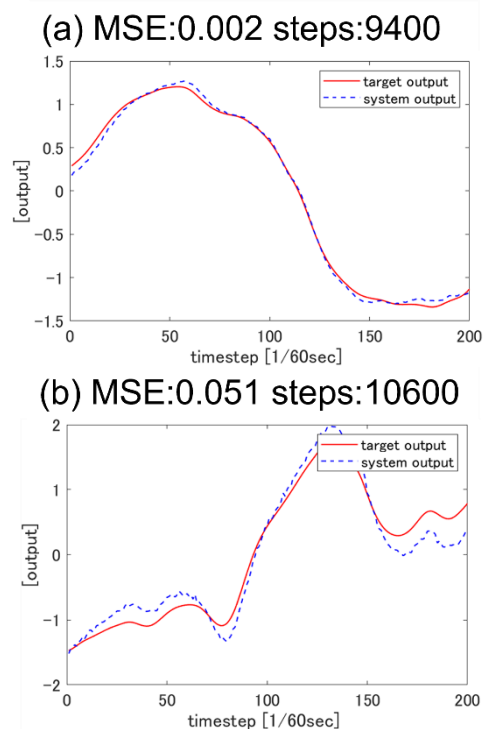 (a) MSE:0.002 steps:9400
1.5
target output
system output
1
0.5
[output]
0
-0.5
-1
-1.5
0 50 100 150 200
timestep [1/60sec]
(b) MSE:0.051 steps:10600
2
target output
system output
1
[output]
0
-1
-2
0 50 100 150 200
timestep [1/60sec]